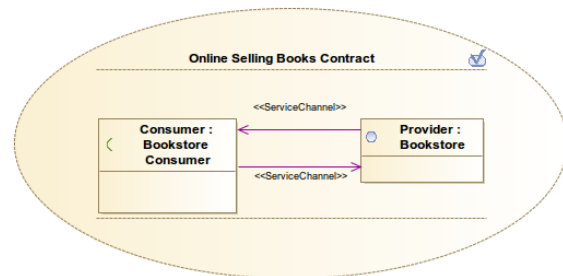 Online Selling Books Contract
<<ServiceChannel>>
Consumer :
Bookstore
Consumer
Provider :
Bookstore
<<ServiceChannel>>